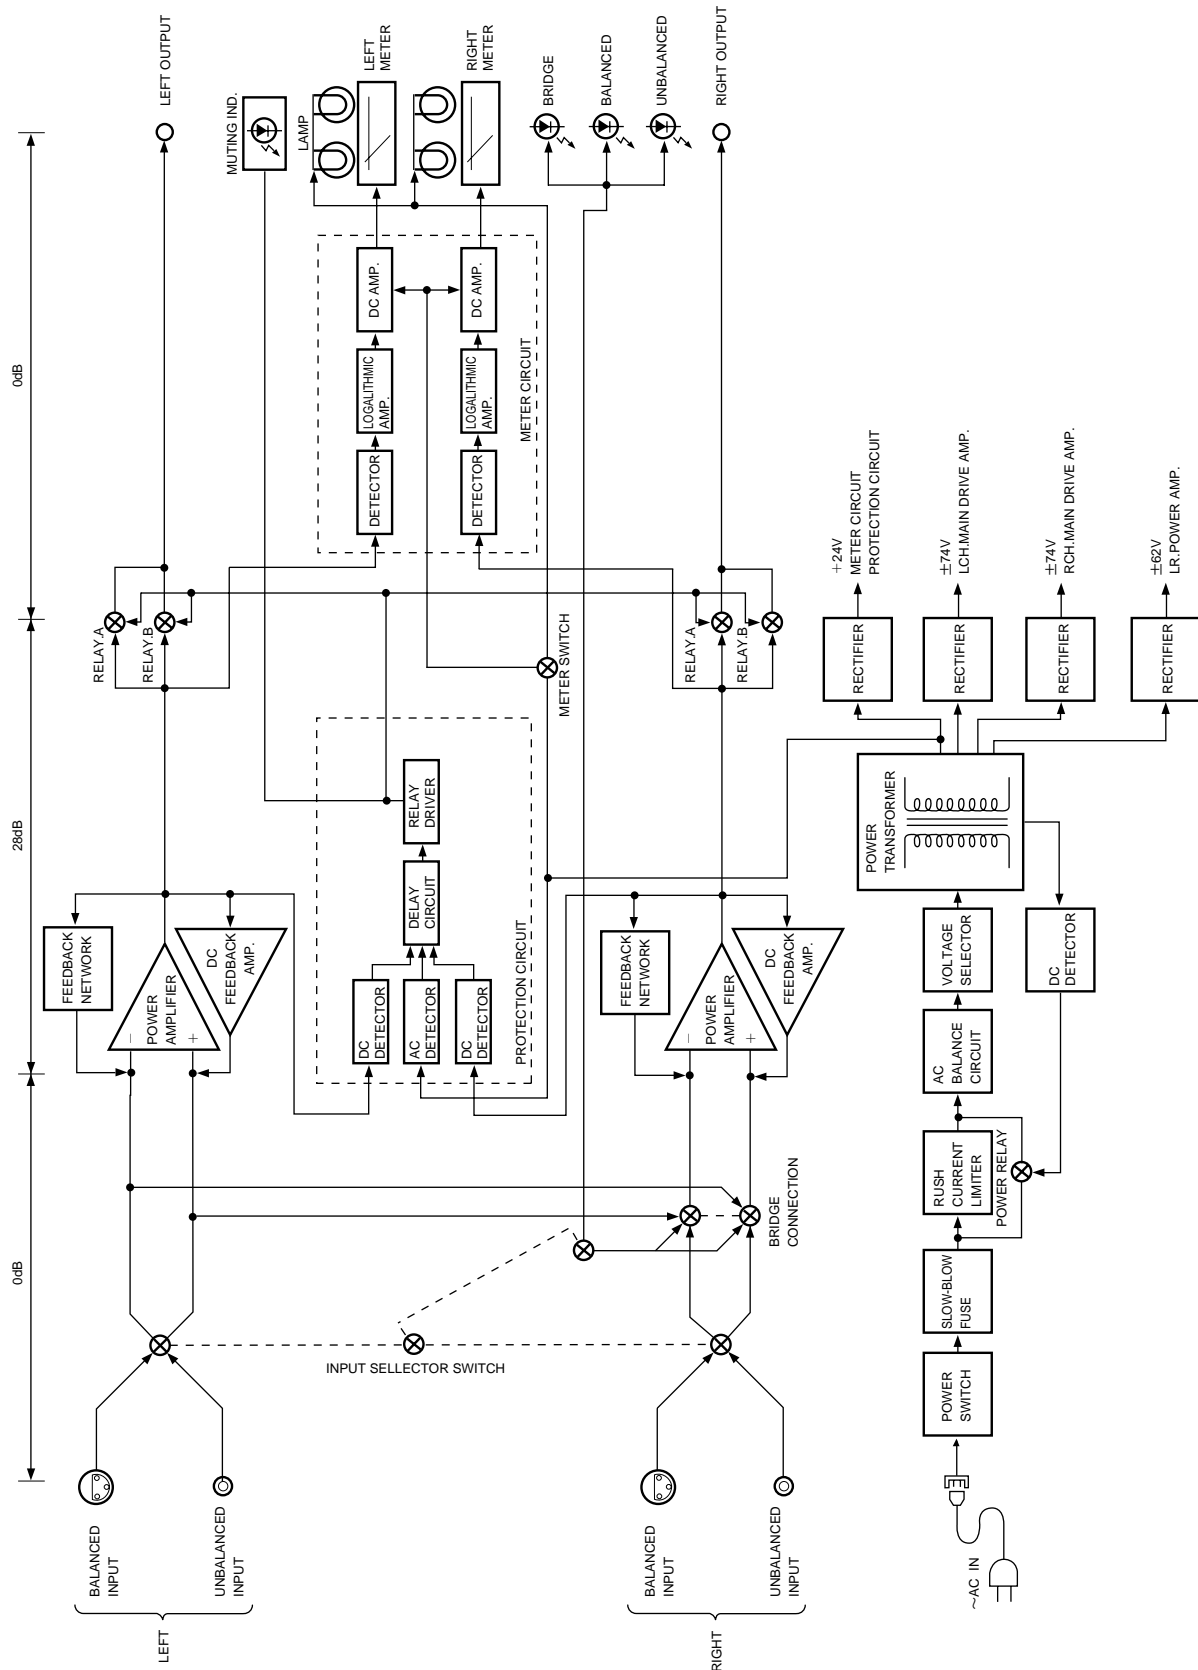 LEFT
BALANCED
INPUT
UNBALANCED
INPUT
0dB
28dB
0dB
FEEDBACK
NETWORK
POWER
AMPLIFIER
−
+
DC
FEEDBACK
AMP.
RELAY.A
RELAY.B
LEFT OUTPUT
MUTING IND.
LAMP
LEFT
METER
RIGHT
METER
DETECTOR
LOGALITHMIC
AMP.
DC AMP.
DETECTOR
LOGALITHMIC
AMP.
DC AMP.
METER CIRCUIT
METER SWITCH
DC
DETECTOR
AC
DETECTOR
DC
DETECTOR
DELAY
CIRCUIT
RELAY
DRIVER
PROTECTION CIRCUIT
INPUT SELLECTOR SWITCH
BRIDGE
BALANCED
UNBALANCED
RIGHT
BALANCED
INPUT
UNBALANCED
INPUT
BRIDGE
CONNECTION
FEEDBACK
NETWORK
POWER
AMPLIFIER
−
+
DC
FEEDBACK
AMP.
RELAY.A
RELAY.B
RIGHT OUTPUT
~AC IN
POWER
SWITCH
SLOW-BLOW
FUSE
RUSH
CURRENT
LIMITER
POWER RELAY
AC
BALANCE
CIRCUIT
VOLTAGE
SELECTOR
DC
DETECTOR
POWER
TRANSFORMER
RECTIFIER
+24V
METER CIRCUIT
PROTECTION CIRCUIT
RECTIFIER
±74V
LCH.MAIN DRIVE AMP.
RECTIFIER
±74V
RCH.MAIN DRIVE AMP.
RECTIFIER
±62V
LR.POWER AMP.